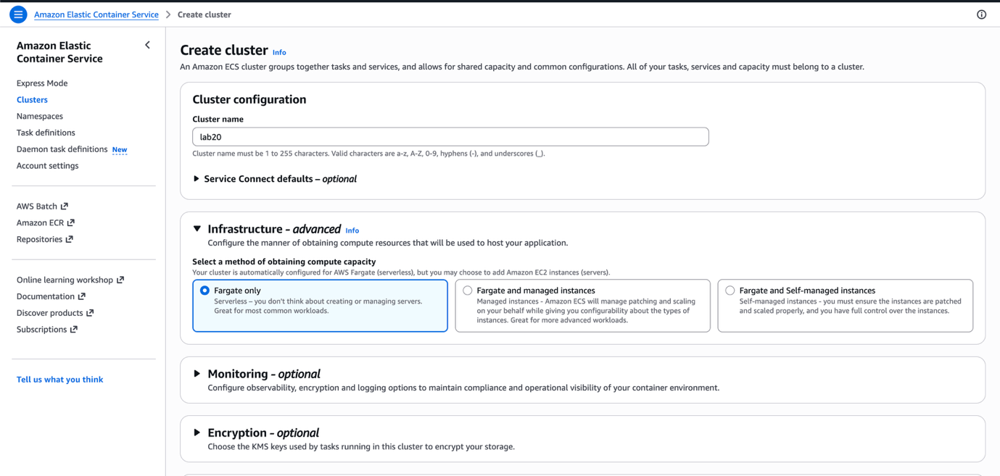 Amazon Elastic Container Service > Create cluster
Amazon Elastic
Container Service
Express Mode
Clusters
Namespaces
Task definitions
Daemon task definitions New
Account settings
AWS Batch
Amazon ECR
Repositories
Online learning workshop
Documentation
Discover products
Subscriptions
Tell us what you think
Create cluster Info
An Amazon ECS cluster groups together tasks and services, and allows for shared capacity and common configurations. All of your tasks, services and capacity must belong to a cluster.
Cluster configuration
Cluster name
lab20
Cluster name must be 1 to 255 characters. Valid characters are a-z, A-Z, 0-9, hyphens (-), and underscores (_).
Service Connect defaults – optional
Infrastructure - advanced Info
Configure the manner of obtaining compute resources that will be used to host your application.
Select a method of obtaining compute capacity
Your cluster is automatically configured for AWS Fargate (serverless), but you may choose to add Amazon EC2 instances (servers).
Fargate only
Serverless – you don't think about creating or managing servers.
Great for most common workloads.
Fargate and managed instances
Managed instances - Amazon ECS will manage patching and scaling
on your behalf while giving you configurability about the types of
instances. Great for more advanced workloads.
Fargate and Self-managed instances
Self-managed instances - you must ensure the instances are patched
and scaled properly, and you have full control over the instances.
Monitoring - optional
Configure observability, encryption and logging options to maintain compliance and operational visibility of your container environment.
Encryption - optional
Choose the KMS keys used by tasks running in this cluster to encrypt your storage.